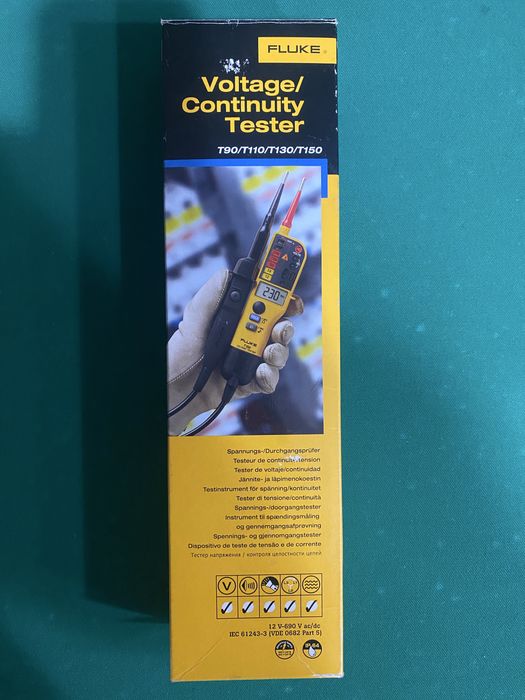 FLUKE®
Voltage/
Continuity
Tester
T90/T110/T130/T150
230
FLUKE
Spannungs-/Durchgangsprüfer
Testeur de continuité/tension
Tester de voltaje/continuidad
Jännite- ja läpimenokoestin
Testinstrument för spänning/kontinuitet
Tester di tensione/continuità
Spannings-/doorgangstester
Instrument til spændingsmåling
og gennemgangsafprøvning
Spennings- og gjennomgangstester
Dispositivo de teste de tensão e de corrente
Тестер напряжения / контроля целостности цепей
V
12 V-690 V ac/dc
IEC 61243-3 (VDE 0682 Part 5)
IP 64